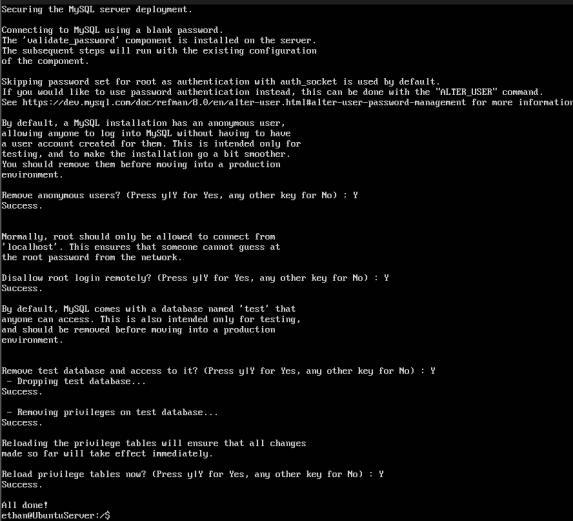 Securing the MySQL server deployment.
Connecting to MySQL using a blank password.
The 'validate_password' component is installed on the server.
The subsequent steps will run with the existing configuration
of the component.
Skipping password set for root as authentication with auth_socket is used by default.
If you would like to use password authentication instead, this can be done with the "ALTER_USER" command.
See https://dev.mysql.com/doc/refman/8.0/en/alter-user.html#alter-user-password-management for more information
By default, a MySQL installation has an anonymous user,
allowing anyone to log into MySQL without having to have
a user account created for them. This is intended only for
testing, and to make the installation go a bit smoother.
You should remove them before moving into a production
environment.
Remove anonymous users? (Press y|Y for Yes, any other key for No) : Y
Success.
Normally, root should only be allowed to connect from
'localhost'. This ensures that someone cannot guess at
the root password from the network.
Disallow root login remotely? (Press y|Y for Yes, any other key for No) : Y
Success.
By default, MySQL comes with a database named 'test' that
anyone can access. This is also intended only for testing,
and should be removed before moving into a production
environment.
Remove test database and access to it? (Press y|Y for Yes, any other key for No) : Y
 - Dropping test database...
Success.
 - Removing privileges on test database...
Success.
Reloading the privilege tables will ensure that all changes
made so far will take effect immediately.
Reload privilege tables now? (Press y|Y for Yes, any other key for No) : Y
Success.
All done!
ethan@UbuntuServer:/$